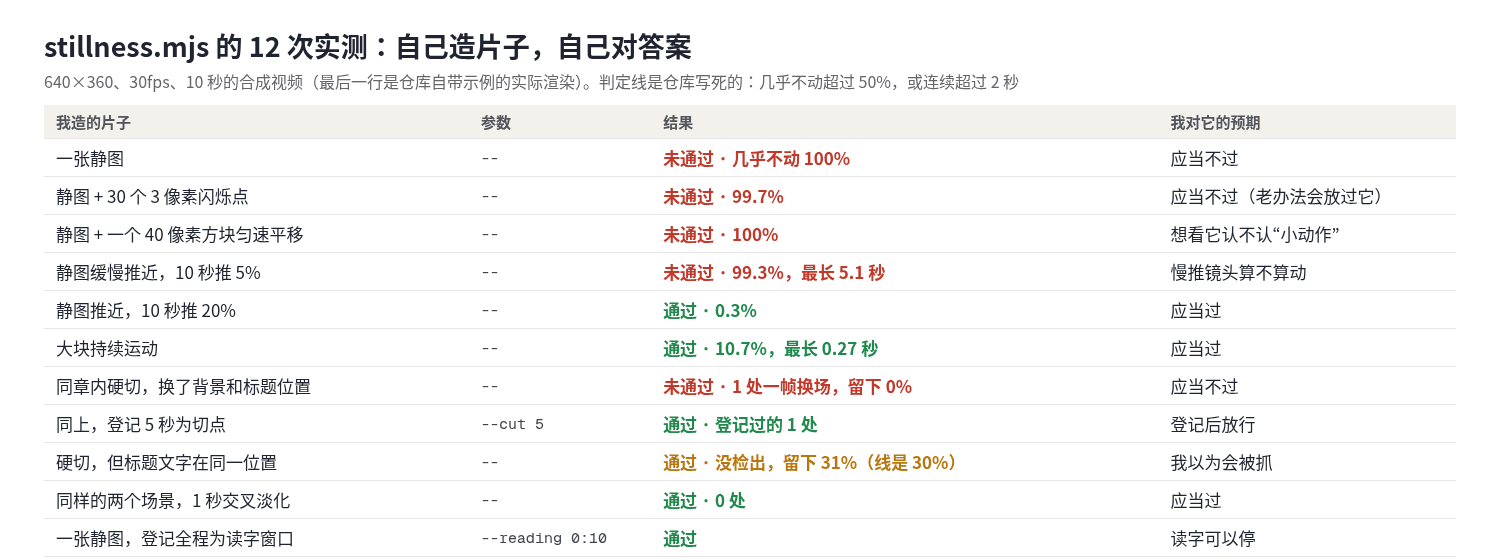 stillness.mjs 的 12 次实测：自己造片子，自己对答案
640×360、30fps、10 秒的合成视频（最后一行是仓库自带示例的实际渲染）。判定线是仓库写死的：几乎不动超过 50%，或连续超过 2 秒
我造的片子 参数 结果 我对它的预期
一张静图 -- 未通过 · 几乎不动 100% 应当不过
静图 + 30 个 3 像素闪烁点 -- 未通过 · 99.7% 应当不过（老办法会放过它）
静图 + 一个 40 像素方块匀速平移 -- 未通过 · 100% 想看它认不认“小动作”
静图缓慢推近，10 秒推 5% -- 未通过 · 99.3%，最长 5.1 秒 慢推镜头算不算动
静图推近，10 秒推 20% -- 通过 · 0.3% 应当过
大块持续运动 -- 通过 · 10.7%，最长 0.27 秒 应当过
同章内硬切，换了背景和标题位置 -- 未通过 · 1 处一帧换场，留下 0% 应当不过
同上，登记 5 秒为切点 --cut 5 通过 · 登记过的 1 处 登记后放行
硬切，但标题文字在同一位置 -- 通过 · 没检出，留下 31%（线是 30%） 我以为会被抓
同样的两个场景，1 秒交叉淡化 -- 通过 · 0 处 应当过
一张静图，登记全程为读字窗口 --reading 0:10 通过 读字可以停